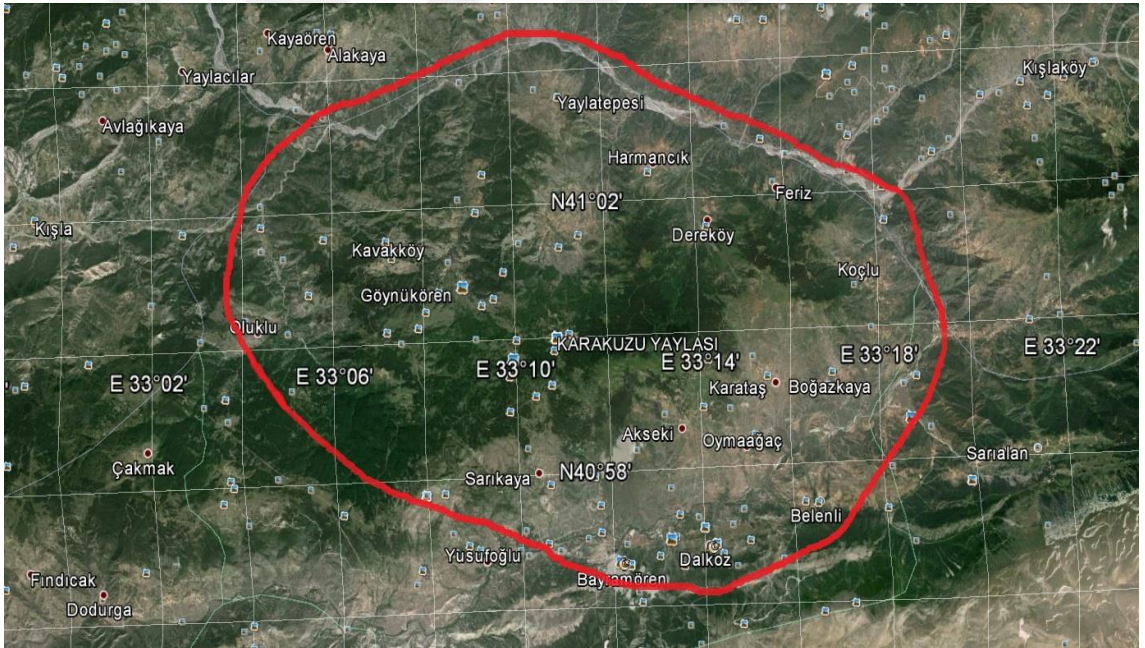 Kayaören
Alakaya
Yaylacılar
Kışlaköy
Yaylatepesi
Avlağıkaya
Harmancık
Feriz
N41°02'
Kışla
Dereköy
Kavakköy
Koçlu
Göynükören
Oluklu
KARAKUZU YAYLASI
E 33°02'
E 33°06'
E 33°10'
E 33°14'
E 33°18'
E 33°22'
Karataş
Boğazkaya
Akseki
Oymaağaç
Sarıalan
Çakmak
Sarıkaya
N40°58'
Belenli
Yusufoğlu
Dalkoz
Bayramören
Fındıcak
Dodurga